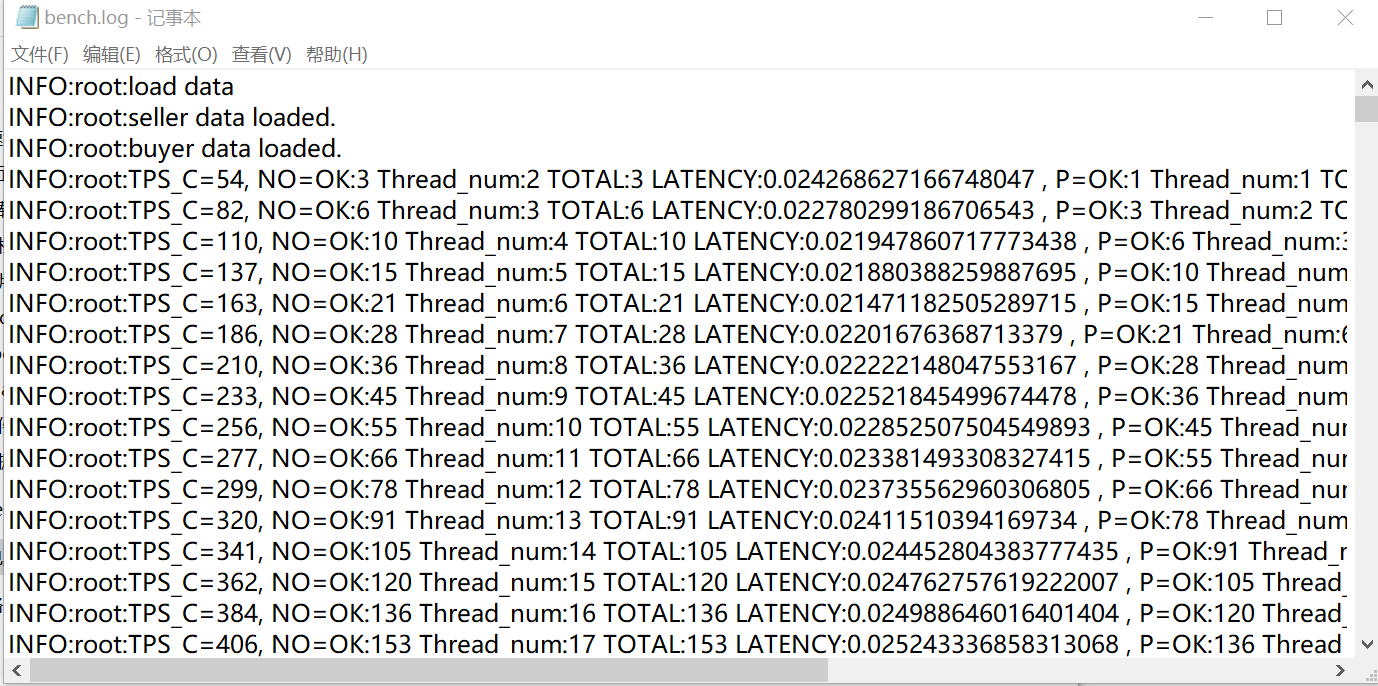 bench.log - 记事本
文件(F) 编辑(E) 格式(O) 查看(V) 帮助(H)
INFO:root:load data
INFO:root:seller data loaded.
INFO:root:buyer data loaded.
INFO:root:TPS_C=54, NO=OK:3 Thread_num:2 TOTAL:3 LATENCY:0.024268627166748047 , P=OK:1 Thread_num:1 TO
INFO:root:TPS_C=82, NO=OK:6 Thread_num:3 TOTAL:6 LATENCY:0.022780299186706543 , P=OK:3 Thread_num:2 TO
INFO:root:TPS_C=110, NO=OK:10 Thread_num:4 TOTAL:10 LATENCY:0.021947860717773438 , P=OK:6 Thread_num:3
INFO:root:TPS_C=137, NO=OK:15 Thread_num:5 TOTAL:15 LATENCY:0.021880388259887695 , P=OK:10 Thread_num
INFO:root:TPS_C=163, NO=OK:21 Thread_num:6 TOTAL:21 LATENCY:0.021471182505289715 , P=OK:15 Thread_num
INFO:root:TPS_C=186, NO=OK:28 Thread_num:7 TOTAL:28 LATENCY:0.02201676368713379 , P=OK:21 Thread_num:6
INFO:root:TPS_C=210, NO=OK:36 Thread_num:8 TOTAL:36 LATENCY:0.022222148047553167 , P=OK:28 Thread_num
INFO:root:TPS_C=233, NO=OK:45 Thread_num:9 TOTAL:45 LATENCY:0.022521845499674478 , P=OK:36 Thread_num
INFO:root:TPS_C=256, NO=OK:55 Thread_num:10 TOTAL:55 LATENCY:0.022852507504549893 , P=OK:45 Thread_nu
INFO:root:TPS_C=277, NO=OK:66 Thread_num:11 TOTAL:66 LATENCY:0.023381493308327415 , P=OK:55 Thread_nu
INFO:root:TPS_C=299, NO=OK:78 Thread_num:12 TOTAL:78 LATENCY:0.023735562960306805 , P=OK:66 Thread_nu
INFO:root:TPS_C=320, NO=OK:91 Thread_num:13 TOTAL:91 LATENCY:0.02411510394169734 , P=OK:78 Thread_num
INFO:root:TPS_C=341, NO=OK:105 Thread_num:14 TOTAL:105 LATENCY:0.024452804383777435 , P=OK:91 Thread_
INFO:root:TPS_C=362, NO=OK:120 Thread_num:15 TOTAL:120 LATENCY:0.024762757619222007 , P=OK:105 Thread_
INFO:root:TPS_C=384, NO=OK:136 Thread_num:16 TOTAL:136 LATENCY:0.024988646016401404 , P=OK:120 Thread_
INFO:root:TPS_C=406, NO=OK:153 Thread_num:17 TOTAL:153 LATENCY:0.025243336858313068 , P=OK:136 Thread_